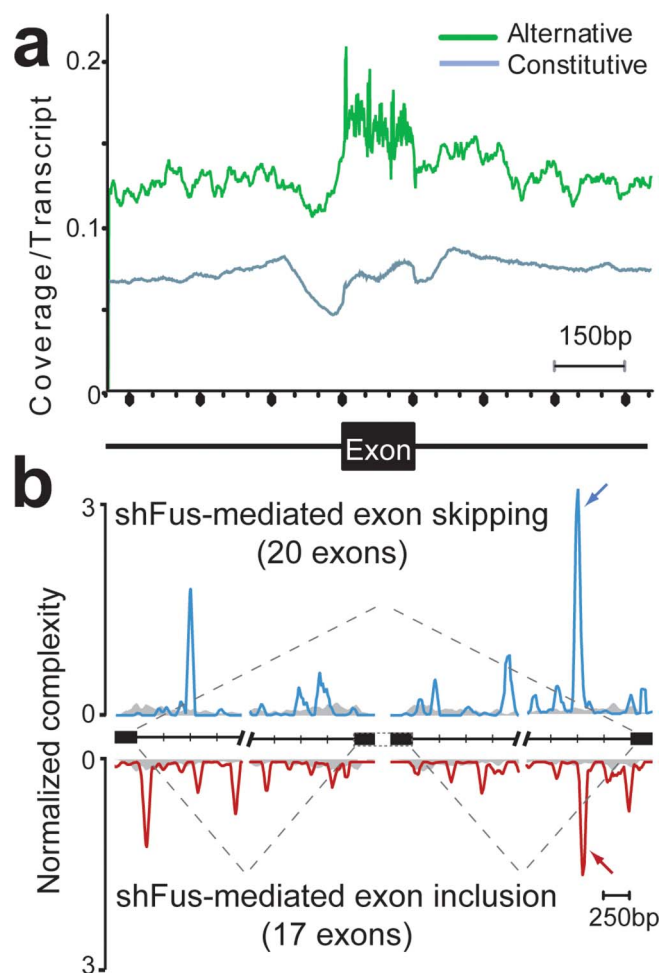 a
Alternative
Constitutive
Coverage/Transcript
0.2
0.1
0
150bp
Exon
b
Normalized complexity
3
shFus-mediated exon skipping
(20 exons)
0
0
shFus-mediated exon inclusion
(17 exons)
250bp
3